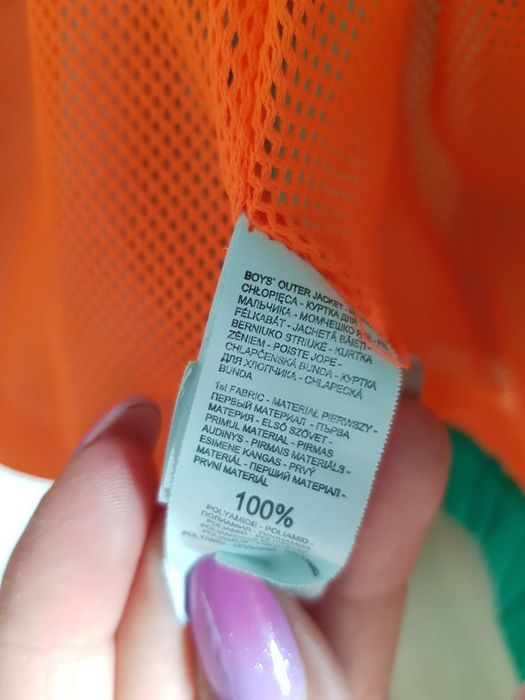 BOYS' OUTER JACKET -
CHŁOPIĘCA - КУРТКА ДЛЯ
МАЛЬЧИКА - МОМЧЕШКО
FÉLKABÁT - JACHETĂ BĂIEȚI -
BERNIUKO STRIUKĖ - KURTKA
ZĒNIEM - POISTE JOPE -
CHLAPČENSKÁ BUNDA - КУРТКА
ДЛЯ ХЛОПЧИКА - CHLAPECKÁ
BUNDA
1st FABRIC - MATERIAŁ PIERWSZY -
ПЕРВЫЙ МАТЕРИАЛ - ПЪРВА
МАТЕРИЯ - ELSŐ SZÖVET -
PRIMUL MATERIAL - PIRMAS
AUDINYS - PIRMAIS MATERIĀLS -
ESIMENE KANGAS - PRVÝ
MATERIÁL - ПЕРШИЙ МАТЕРІАЛ -
PRVNÍ MATERIÁL
100%
POLYAMIDE - POLIAMID -